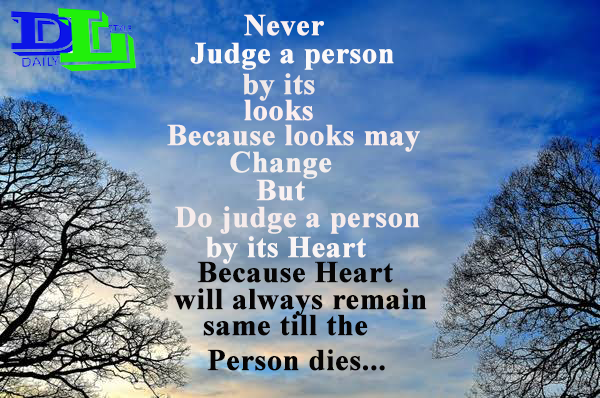 DL
DAILY
Never
Judge a person
by its
looks
Because looks may
Change
But
Do judge a person
by its Heart
Because Heart
will always remain
same till the
Person dies...